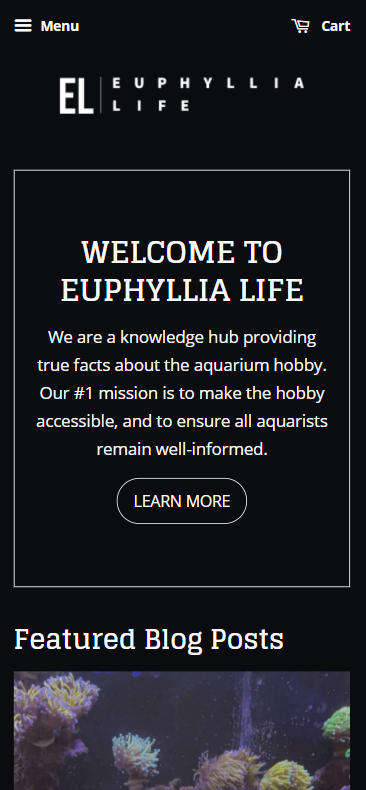 Menu
Cart
EL
EUPHYLLIA
LIFE
WELCOME TO
EUPHYLLIA LIFE
We are a knowledge hub providing
true facts about the aquarium hobby.
Our #1 mission is to make the hobby
accessible, and to ensure all aquarists
remain well-informed.
LEARN MORE
Featured Blog Posts